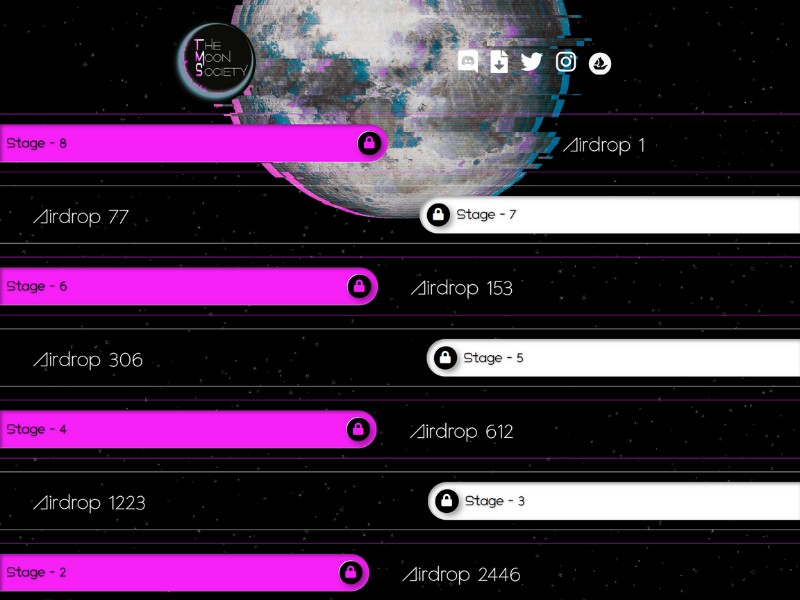 The
Moon
Society
Stage - 8
Airdrop 1
Airdrop 77
Stage - 7
Stage - 6
Airdrop 153
Airdrop 306
Stage - 5
Stage - 4
Airdrop 612
Airdrop 1223
Stage - 3
Stage - 2
Airdrop 2446